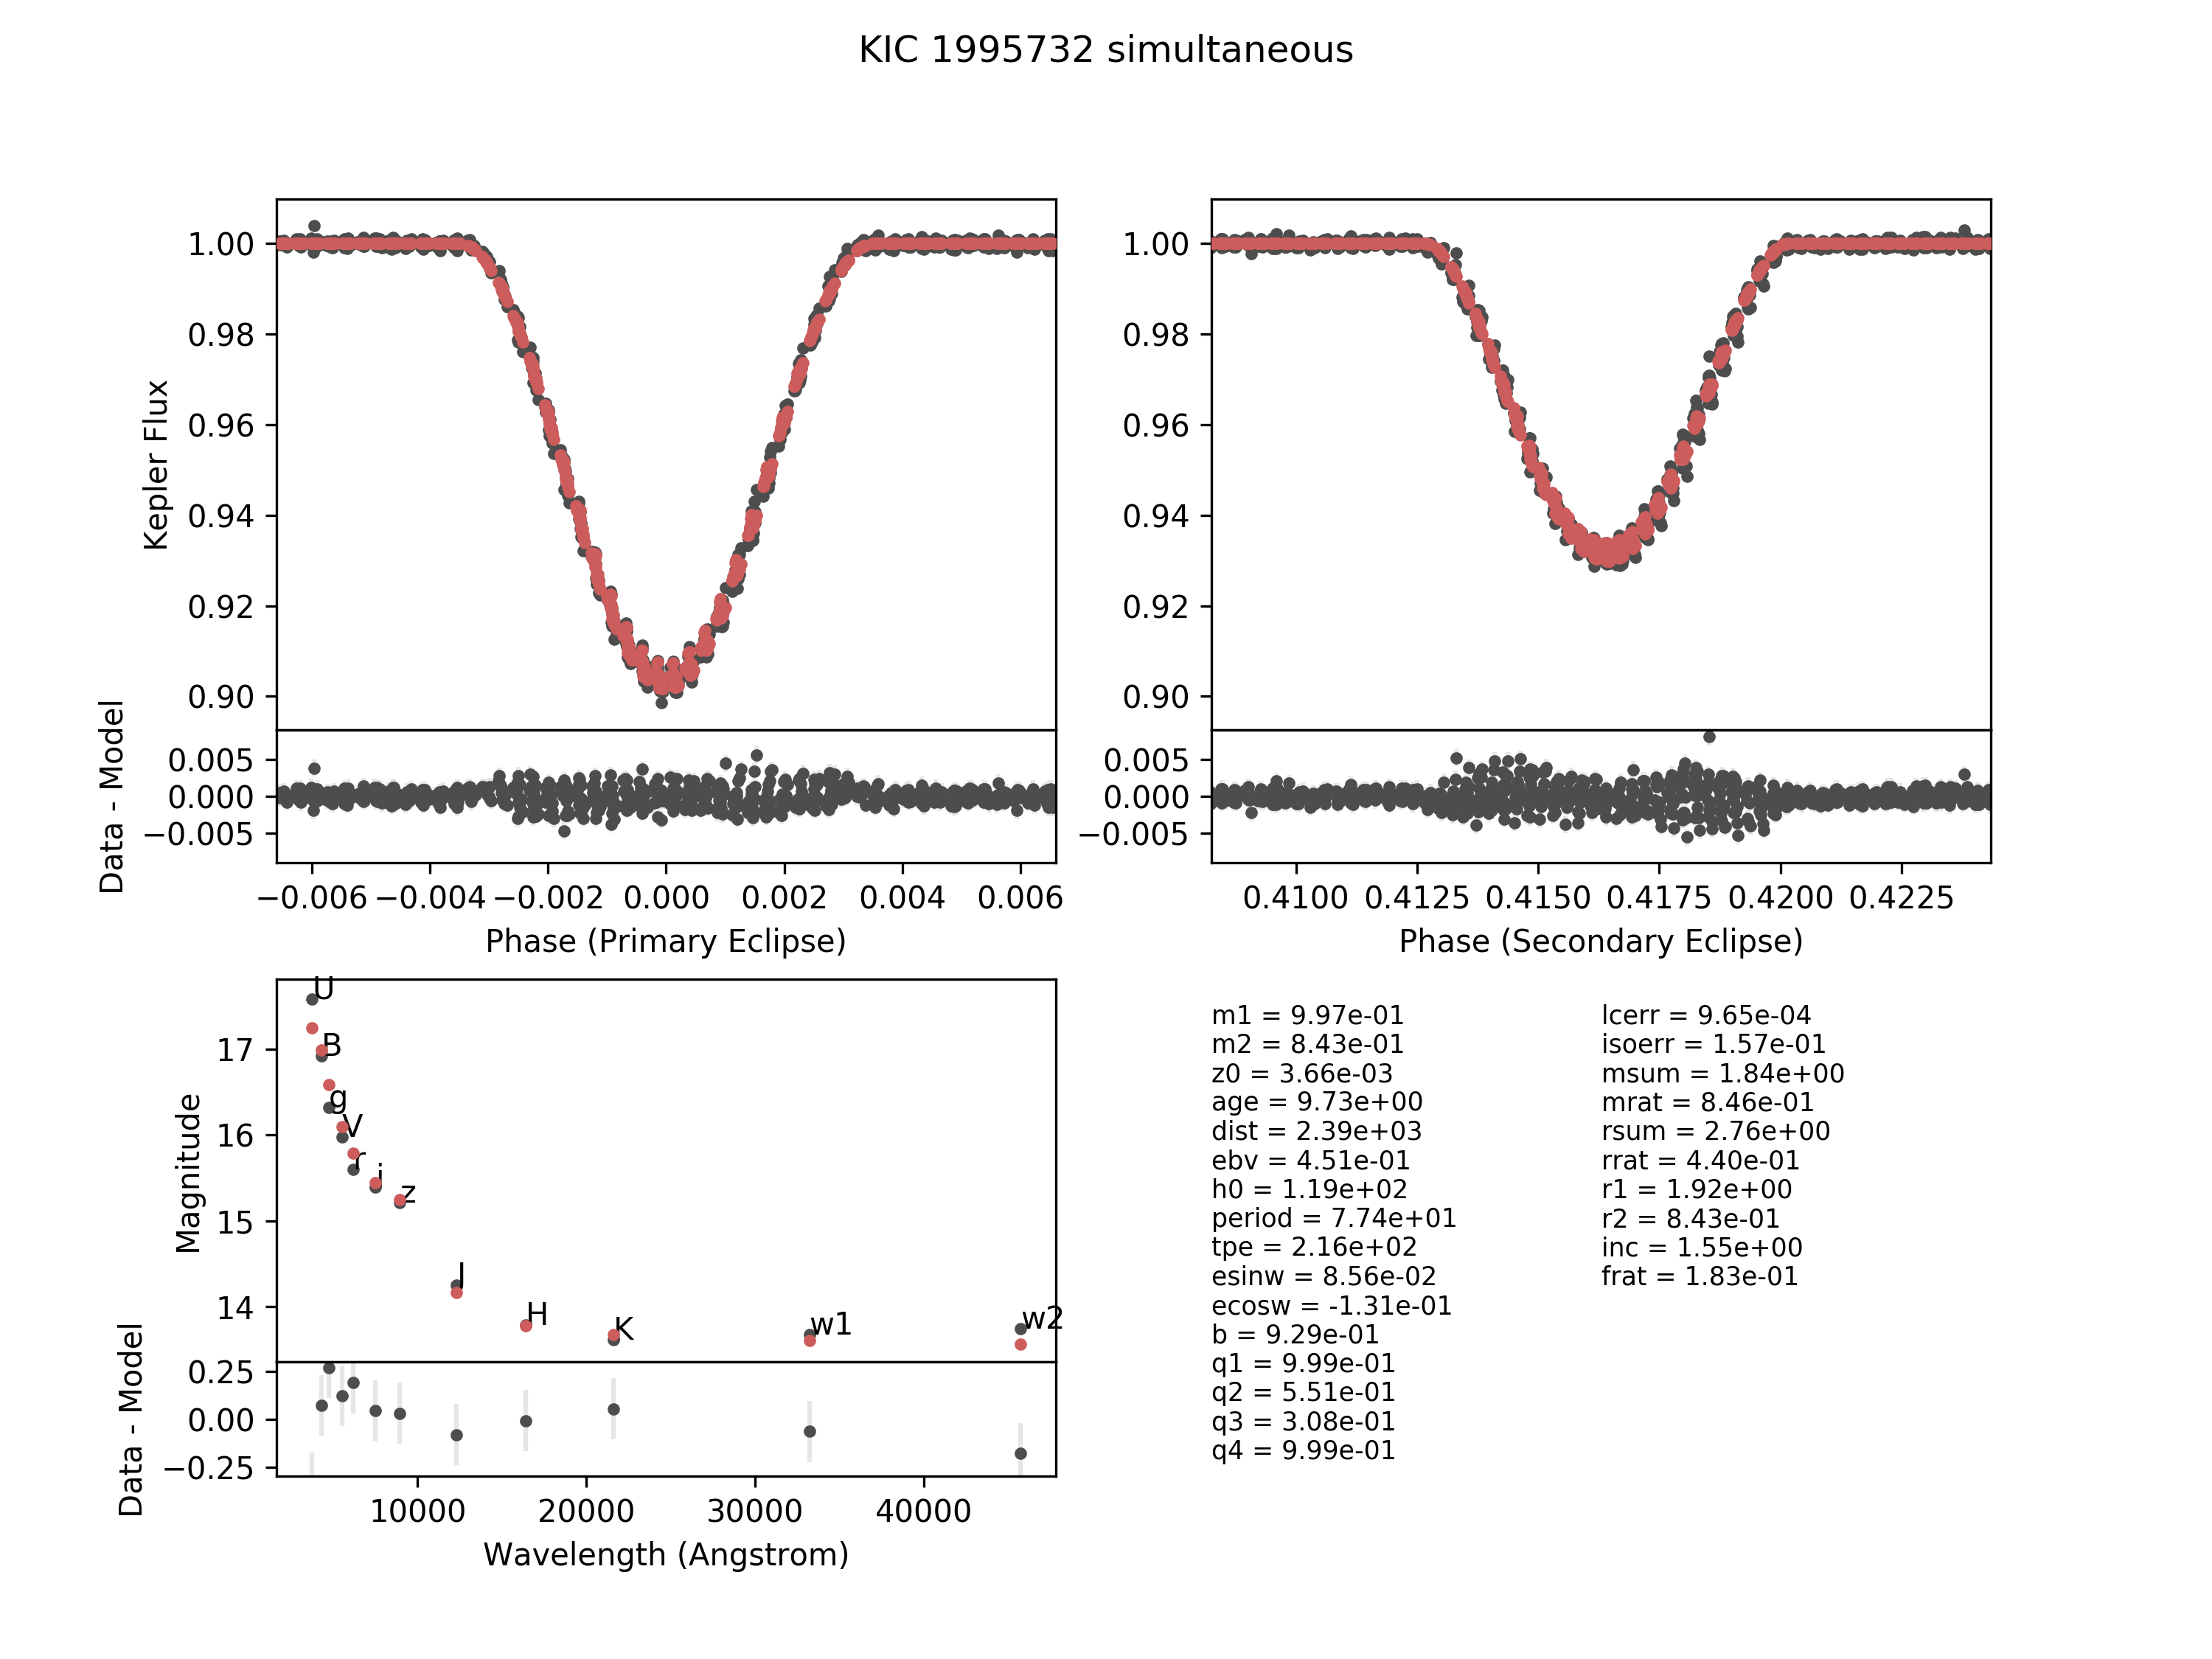 KIC 1995732 simultaneous
1.00
0.98
0.96
0.94
0.92
0.90
Kepler Flux
0.005
0.000
−0.005
Data - Model
−0.006 −0.004 −0.002 0.000 0.002 0.004 0.006
Phase (Primary Eclipse)
1.00
0.98
0.96
0.94
0.92
0.90
0.005
0.000
−0.005
0.4100 0.4125 0.4150 0.4175 0.4200 0.4225
Phase (Secondary Eclipse)
17
16
15
14
Magnitude
U
B
g
V
r
i
z
J
H
K
w1
w2
0.25
0.00
−0.25
Data - Model
10000 20000 30000 40000
Wavelength (Angstrom)
m1 = 9.97e-01
m2 = 8.43e-01
z0 = 3.66e-03
age = 9.73e+00
dist = 2.39e+03
ebv = 4.51e-01
h0 = 1.19e+02
period = 7.74e+01
tpe = 2.16e+02
esinw = 8.56e-02
ecosw = -1.31e-01
b = 9.29e-01
q1 = 9.99e-01
q2 = 5.51e-01
q3 = 3.08e-01
q4 = 9.99e-01
lcerr = 9.65e-04
isoerr = 1.57e-01
msum = 1.84e+00
mrat = 8.46e-01
rsum = 2.76e+00
rrat = 4.40e-01
r1 = 1.92e+00
r2 = 8.43e-01
inc = 1.55e+00
frat = 1.83e-01